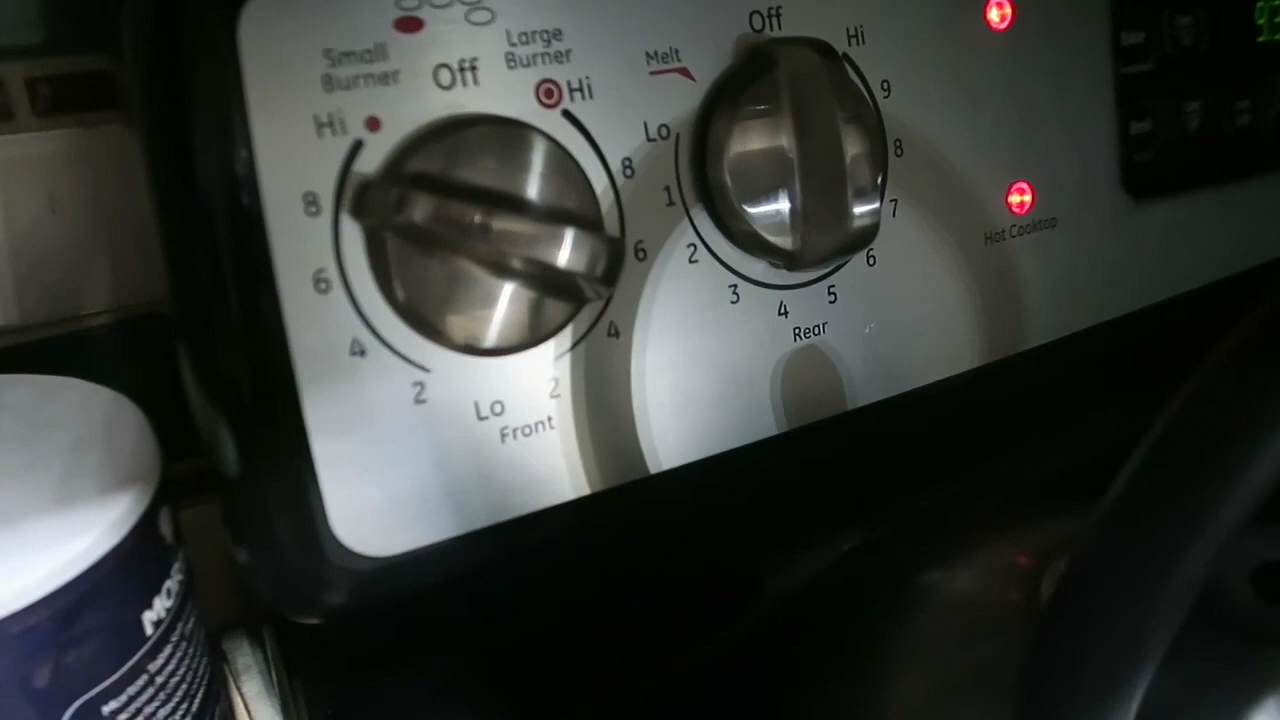 Small
Burner
Off
Large
Burner
Hi
Hi
8
6
4
2
8
6
4
2
Lo
Front
Melt
Off
Hi
9
8
7
6
5
4
3
2
1
Lo
Rear
Hot Cooktop